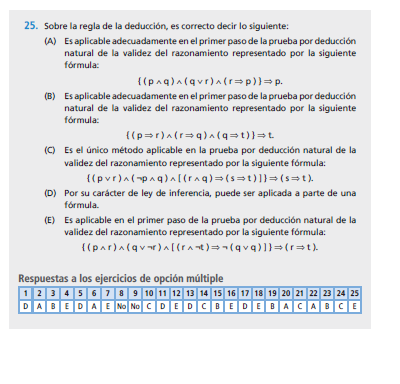 25. Sobre la regla de la deducción, es correcto decir lo siguiente:
(A) Es aplicable adecuadamente en el primer paso de la prueba por deducción
natural de la validez del razonamiento representado por la siguiente
fórmula:
{ ( p ∧ q ) ∧ ( q ∨ r ) ∧ ( r ⇒ p ) } ⇒ p.
(B) Es aplicable adecuadamente en el primer paso de la prueba por deducción
natural de la validez del razonamiento representado por la siguiente
fórmula:
{ ( p ⇒ r ) ∧ ( r ⇒ q ) ∧ ( q ⇒ t ) } ⇒ t.
(C) Es el único método aplicable en la prueba por deducción natural de la
validez del razonamiento representado por la siguiente fórmula:
{ ( p ∨ r ) ∧ ( ¬p ∧ q ) ∧ [ ( r ∧ q ) ⇒ ( s ⇒ t ) ] } ⇒ ( s ⇒ t ).
(D) Por su carácter de ley de inferencia, puede ser aplicada a parte de una
fórmula.
(E) Es aplicable en el primer paso de la prueba por deducción natural de la
validez del razonamiento representado por la siguiente fórmula:
{ ( p ∧ r ) ∧ ( q ∨ ¬r ) ∧ [ ( r ∧ ¬t ) ⇒ ¬ ( q ∨ q ) ] } ⇒ ( r ⇒ t ).
Respuestas a los ejercicios de opción múltiple
1 2 3 4 5 6 7 8 9 10 11 12 13 14 15 16 17 18 19 20 21 22 23 24 25
D A B E D A E No No C D E D C B E D E B A C A B C E